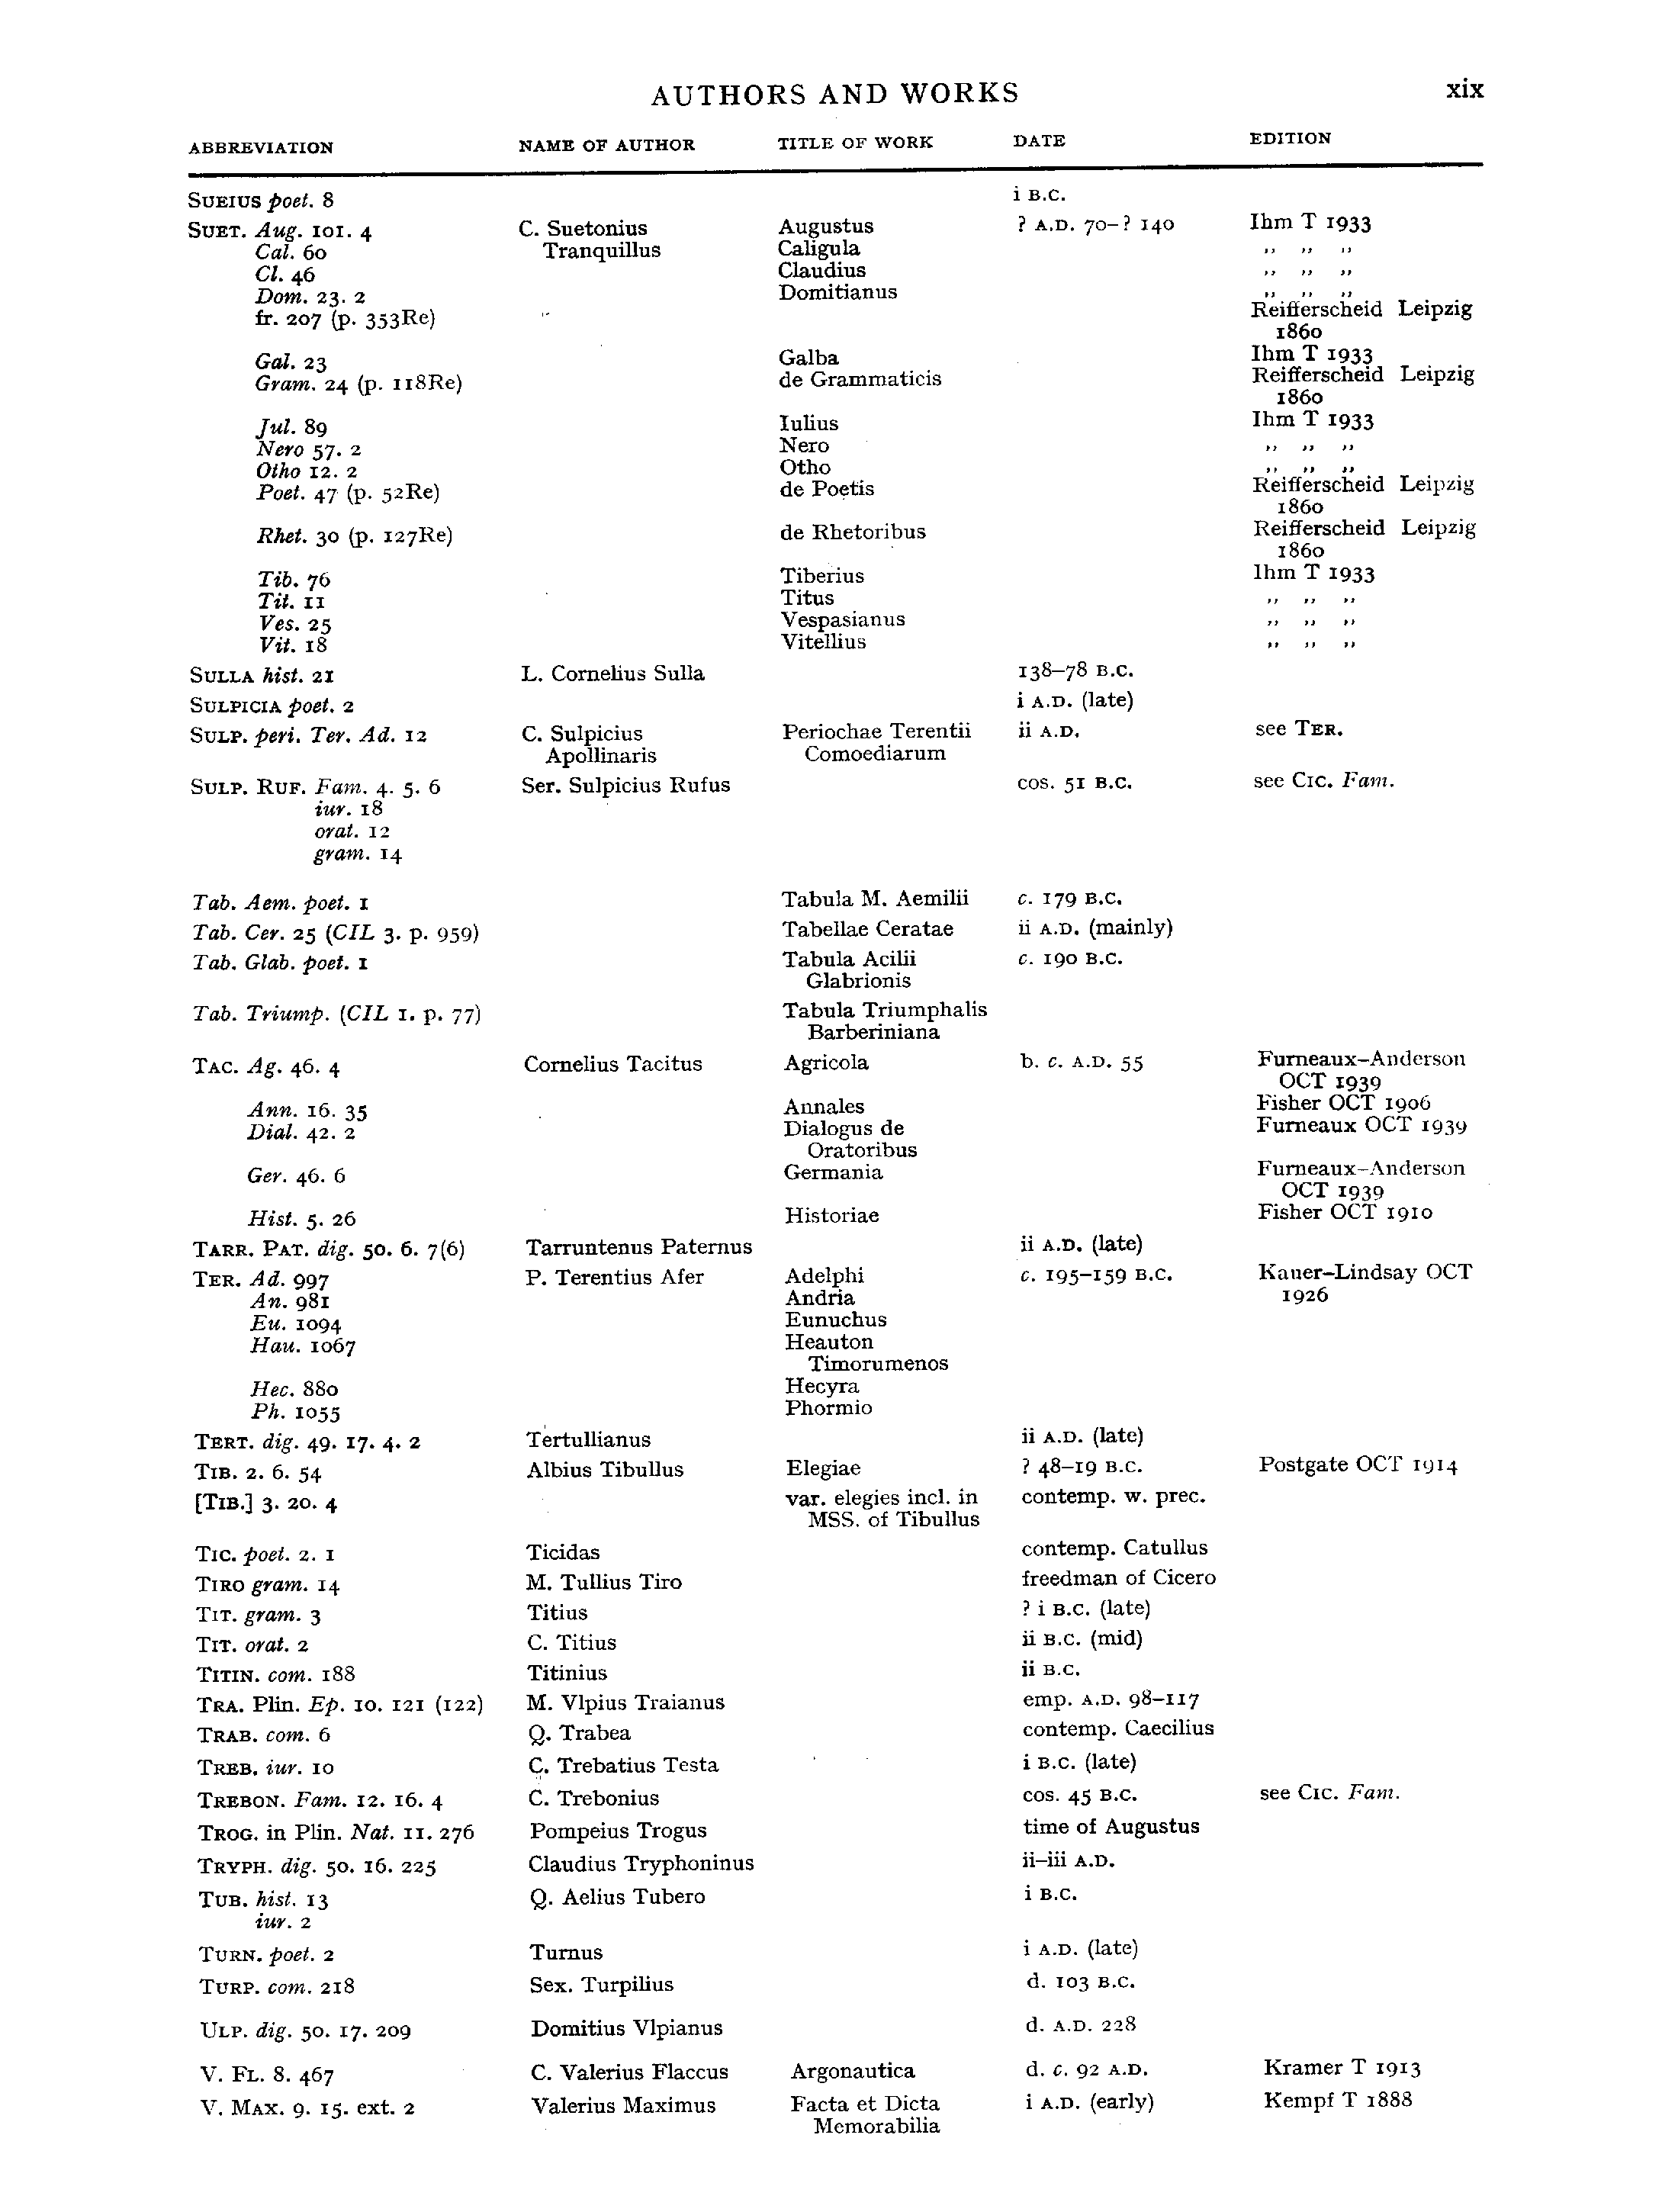 AUTHORS AND WORKS xix
ABBREVIATION NAME OF AUTHOR TITLE OF WORK DATE EDITION
SUEIUS poet. 8 i B.C.
SUET. Aug. 101. 4 C. Suetonius Augustus ? A.D. 70–? 140 Ihm T 1933
Cal. 60 Tranquillus Caligula ,, ,, ,,
Cl. 46 Claudius ,, ,, ,,
Dom. 23. 2 Domitianus ,, ,, ,,
fr. 207 (p. 353Re) Reifferscheid Leipzig
1860
Gal. 23 Galba Ihm T 1933
Gram. 24 (p. 118Re) de Grammaticis Reifferscheid Leipzig
1860
Jul. 89 Iulius Ihm T 1933
Nero 57. 2 Nero ,, ,, ,,
Otho 12. 2 Otho ,, ,, ,,
Poet. 47 (p. 52Re) de Poetis Reifferscheid Leipzig
1860
Rhet. 30 (p. 127Re) de Rhetoribus Reifferscheid Leipzig
1860
Tib. 76 Tiberius Ihm T 1933
Tit. 11 Titus ,, ,, ,,
Ves. 25 Vespasianus ,, ,, ,,
Vit. 18 Vitellius ,, ,, ,,
SULLA hist. 21 L. Cornelius Sulla 138–78 B.C.
SULPICIA poet. 2 i A.D. (late)
SULP. peri. Ter. Ad. 12 C. Sulpicius Periochae Terentii ii A.D. see TER.
Apollinaris Comoediarum
SULP. RUF. Fam. 4. 5. 6 Ser. Sulpicius Rufus cos. 51 B.C. see CIC. Fam.
iur. 18
orat. 12
gram. 14
Tab. Aem. poet. 1 Tabula M. Aemilii c. 179 B.C.
Tab. Cer. 25 (CIL 3. p. 959) Tabellae Ceratae ii A.D. (mainly)
Tab. Glab. poet. 1 Tabula Acilii c. 190 B.C.
Glabrionis
Tab. Triump. (CIL 1. p. 77) Tabula Triumphalis
Barberiniana
TAC. Ag. 46. 4 Cornelius Tacitus Agricola b. c. A.D. 55 Furneaux–Anderson
OCT 1939
Ann. 16. 35 Annales Fisher OCT 1906
Dial. 42. 2 Dialogus de Furneaux OCT 1939
Oratoribus
Ger. 46. 6 Germania Furneaux–Anderson
OCT 1939
Hist. 5. 26 Historiae Fisher OCT 1910
TARR. PAT. dig. 50. 6. 7(6) Tarruntenus Paternus ii A.D. (late)
TER. Ad. 997 P. Terentius Afer Adelphi c. 195–159 B.C. Kauer–Lindsay OCT
An. 981 Andria 1926
Eu. 1094 Eunuchus
Hau. 1067 Heauton
Timorumenos
Hec. 880 Hecyra
Ph. 1055 Phormio
TERT. dig. 49. 17. 4. 2 Tertullianus ii A.D. (late)
TIB. 2. 6. 54 Albius Tibullus Elegiae ? 48–19 B.C. Postgate OCT 1914
[TIB.] 3. 20. 4 var. elegies incl. in contemp. w. prec.
MSS. of Tibullus
TIC. poet. 2. 1 Ticidas contemp. Catullus
TIRO gram. 14 M. Tullius Tiro freedman of Cicero
TIT. gram. 3 Titius ? i B.C. (late)
TIT. orat. 2 C. Titius ii B.C. (mid)
TITIN. com. 188 Titinius ii B.C.
TRA. Plin. Ep. 10. 121 (122) M. Vlpius Traianus emp. A.D. 98–117
TRAB. com. 6 Q. Trabea contemp. Caecilius
TREB. iur. 10 C. Trebatius Testa i B.C. (late)
TREBON. Fam. 12. 16. 4 C. Trebonius cos. 45 B.C. see CIC. Fam.
TROG. in Plin. Nat. 11. 276 Pompeius Trogus time of Augustus
TRYPH. dig. 50. 16. 225 Claudius Tryphoninus ii–iii A.D.
TUB. hist. 13 Q. Aelius Tubero i B.C.
iur. 2
TURN. poet. 2 Turnus i A.D. (late)
TURP. com. 218 Sex. Turpilius d. 103 B.C.
ULP. dig. 50. 17. 209 Domitius Vlpianus d. A.D. 228
V. FL. 8. 467 C. Valerius Flaccus Argonautica d. c. 92 A.D. Kramer T 1913
V. MAX. 9. 15. ext. 2 Valerius Maximus Facta et Dicta i A.D. (early) Kempf T 1888
Memorabilia